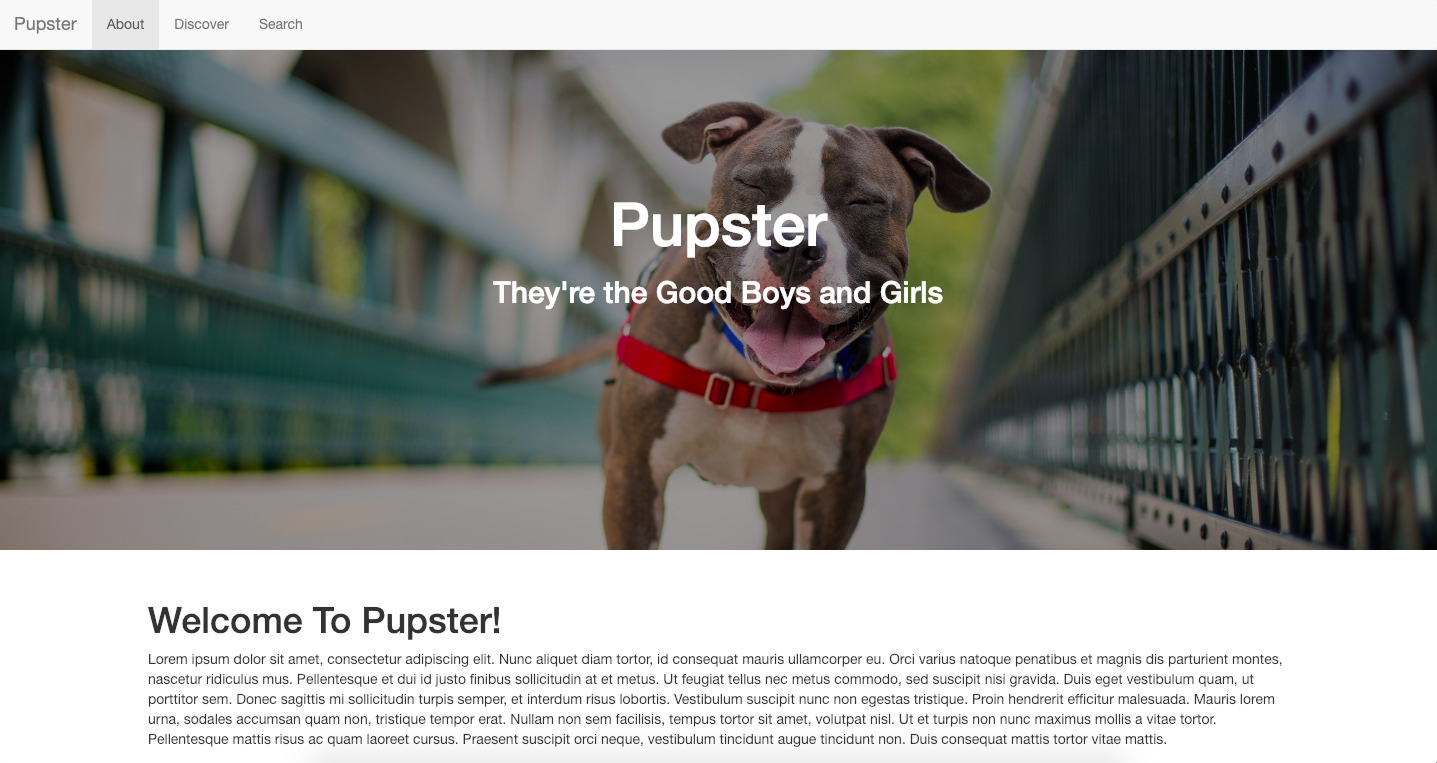 Pupster About Discover Search
Pupster
They're the Good Boys and Girls
Welcome To Pupster!
Lorem ipsum dolor sit amet, consectetur adipiscing elit. Nunc aliquet diam tortor, id consequat mauris ullamcorper eu. Orci varius natoque penatibus et magnis dis parturient montes,
nascetur ridiculus mus. Pellentesque et dui id justo finibus sollicitudin at et metus. Ut feugiat tellus nec metus commodo, sed suscipit nisi gravida. Duis eget vestibulum quam, ut
porttitor sem. Donec sagittis mi sollicitudin turpis semper, et interdum risus lobortis. Vestibulum suscipit nunc non egestas tristique. Proin hendrerit efficitur malesuada. Mauris lorem
urna, sodales accumsan quam non, tristique tempor erat. Nullam non sem facilisis, tempus tortor sit amet, volutpat nisl. Ut et turpis non nunc maximus mollis a vitae tortor.
Pellentesque mattis risus ac quam laoreet cursus. Praesent suscipit orci neque, vestibulum tincidunt augue tincidunt non. Duis consequat mattis tortor vitae mattis.